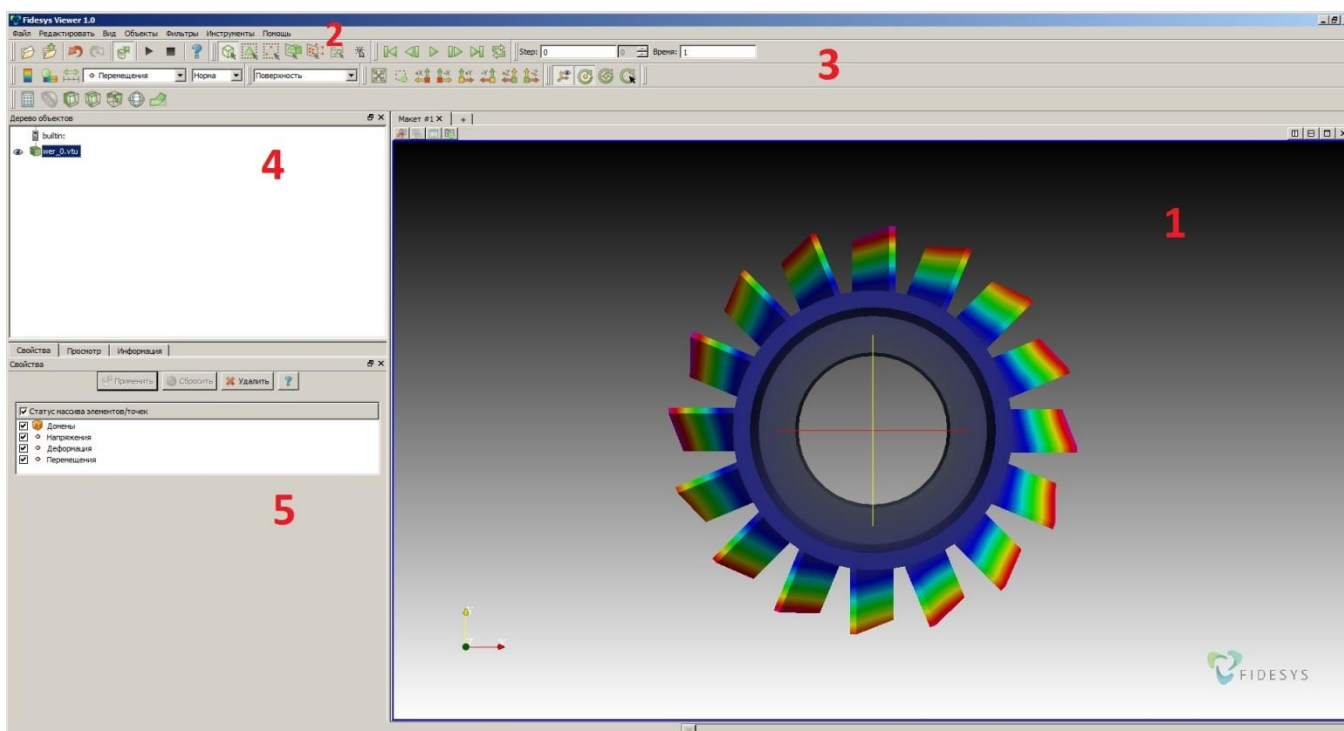 Fidesys Viewer 1.0
Файл Редактировать Вид Объекты Фильтры Инструменты Помощь
2
Step: 0 0 Время: 1
Перемещения Норма Поверхность
3
Дерево объектов
Макет #1 +
builtin:
wer_0.vtu
4
1
Свойства Просмотр Информация
Свойства
Применить Сбросить Удалить ?
Статус массива элементов/точек
Домены
Напряжения
Деформация
Перемещения
5
FIDESYS